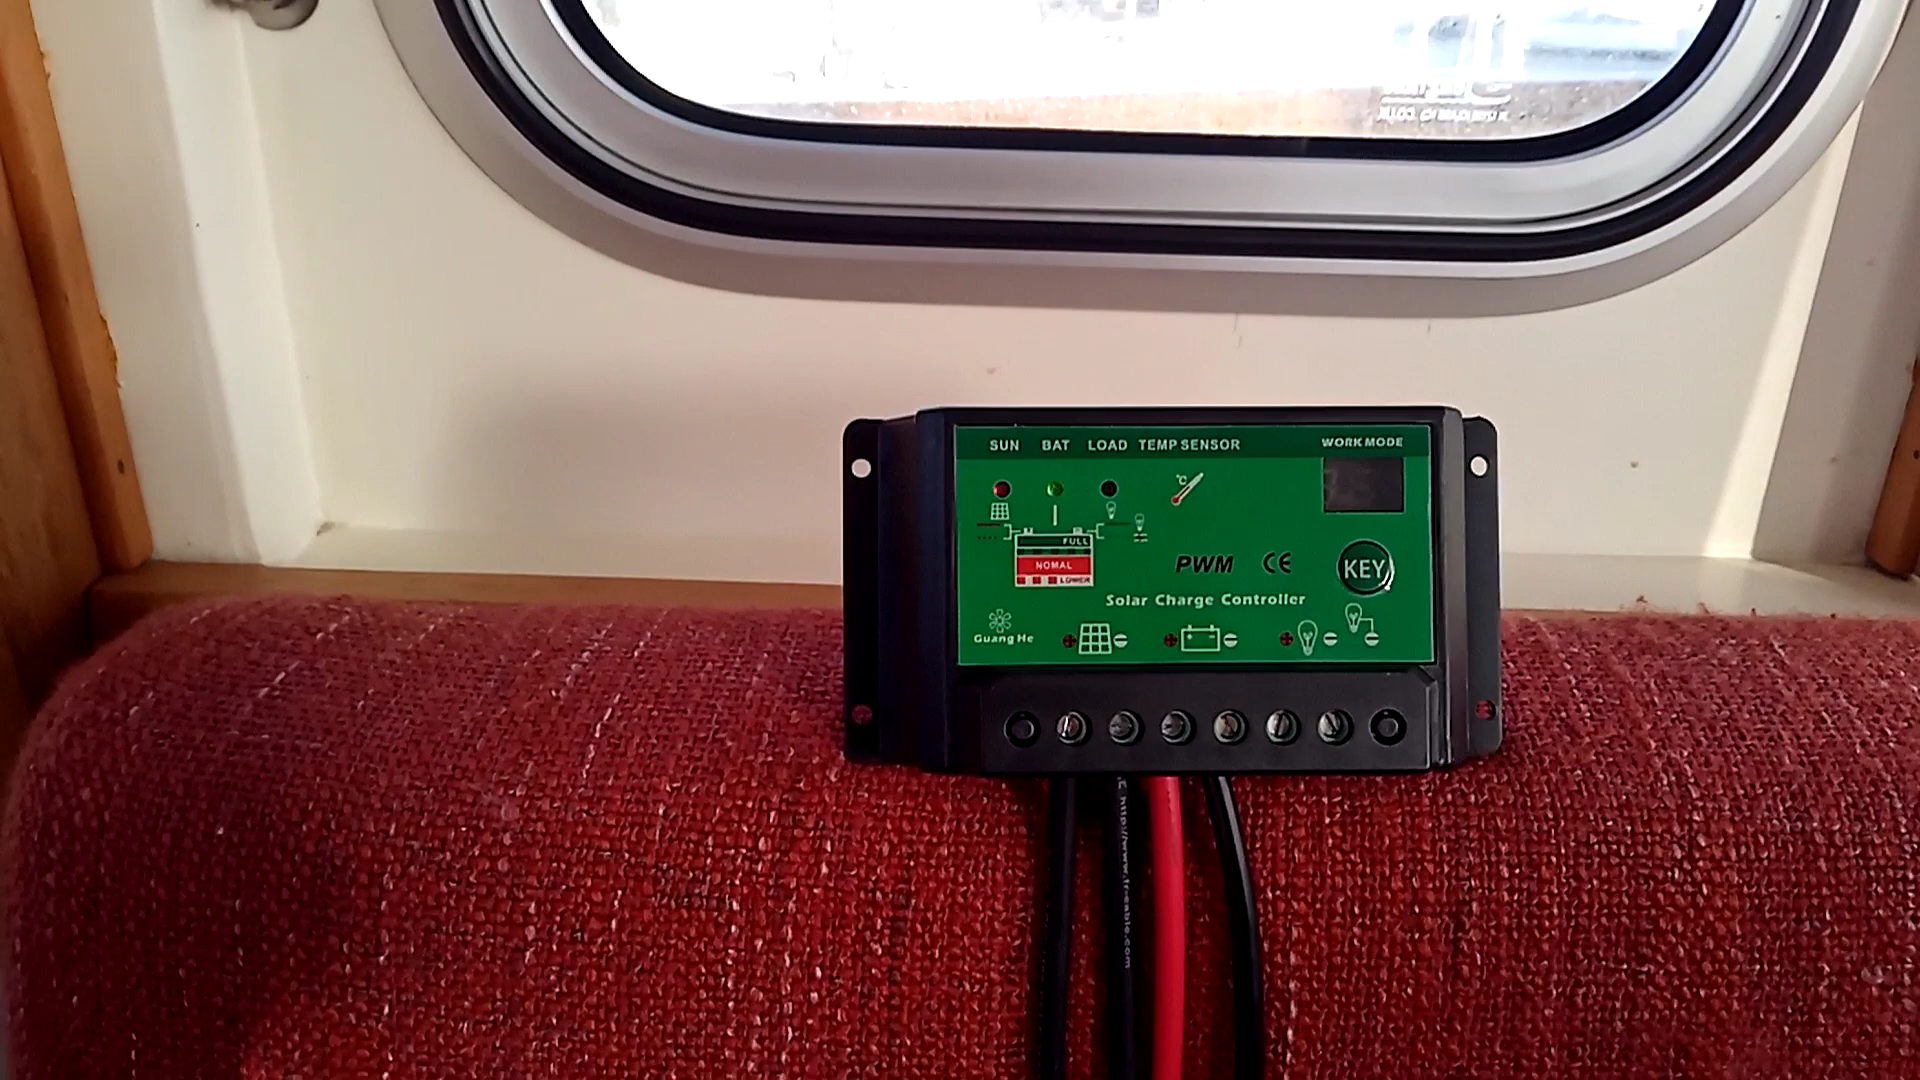 SUN BAT LOAD TEMP SENSOR WORK MODE
°C
FULL
NOMAL
LOWER
PWM CE
KEY
Solar Charge Controller
Guang He